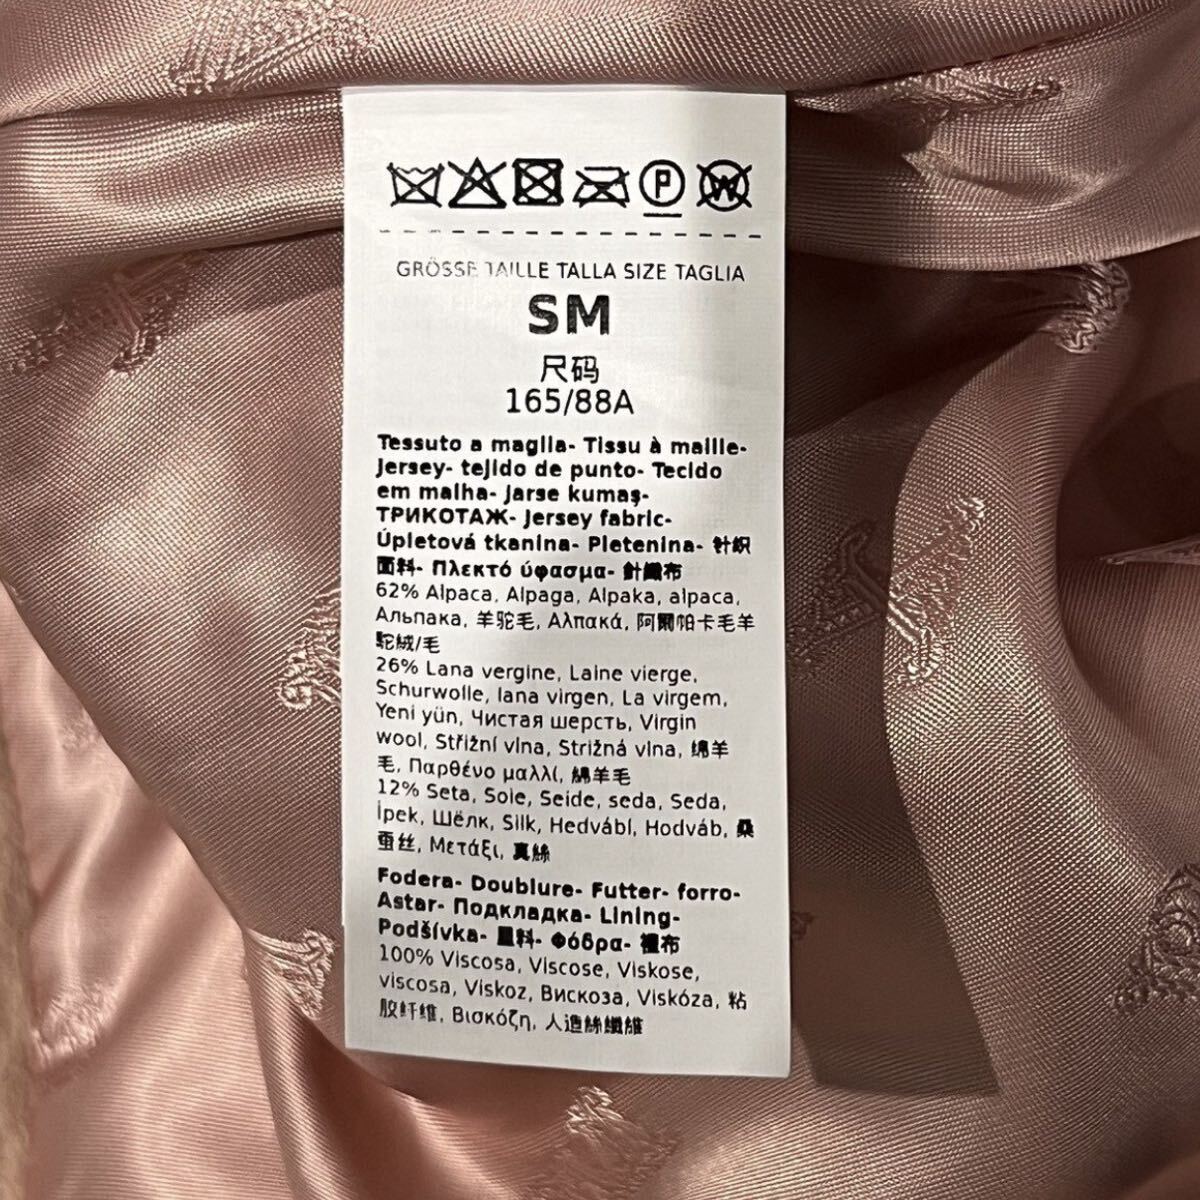 P W
GRÖSSE TAILLE TALLA SIZE TAGLIA
SM
尺码
165/88A
Tessuto a maglia- Tissu à maille-
Jersey- tejido de punto- Tecido
em malha- Jarse kumaş-
ТРИКОТАЖ- Jersey fabric-
Úpletová tkanina- Pletenina- 针织
面料- Πλεκτό ύφασμα- 針織布
62% Alpaca, Alpaga, Alpaka, alpaca,
Альпака, 羊驼毛, Αλπακά, 阿爾帕卡毛羊
駝絨/毛
26% Lana vergine, Laine vierge,
Schurwolle, lana virgen, La virgem,
Yeni yün, Чистая шерсть, Virgin
wool, Střižní vlna, Strižná vlna, 绵羊
毛, Παρθένο μαλλί, 綿羊毛
12% Seta, Soie, Seide, seda, Seda,
İpek, Шёлк, Silk, Hedvábí, Hodváb, 桑
蚕丝, Μετάξι, 真絲
Fodera- Doublure- Futter- forro-
Astar- Подкладка- Lining-
Podšívka- 里料- Φόδρα- 裡布
100% Viscosa, Viscose, Viskose,
viscosa, Viskoz, Вискоза, Viskóza, 粘
胶纤维, Βισκόζη, 人造絲纖維